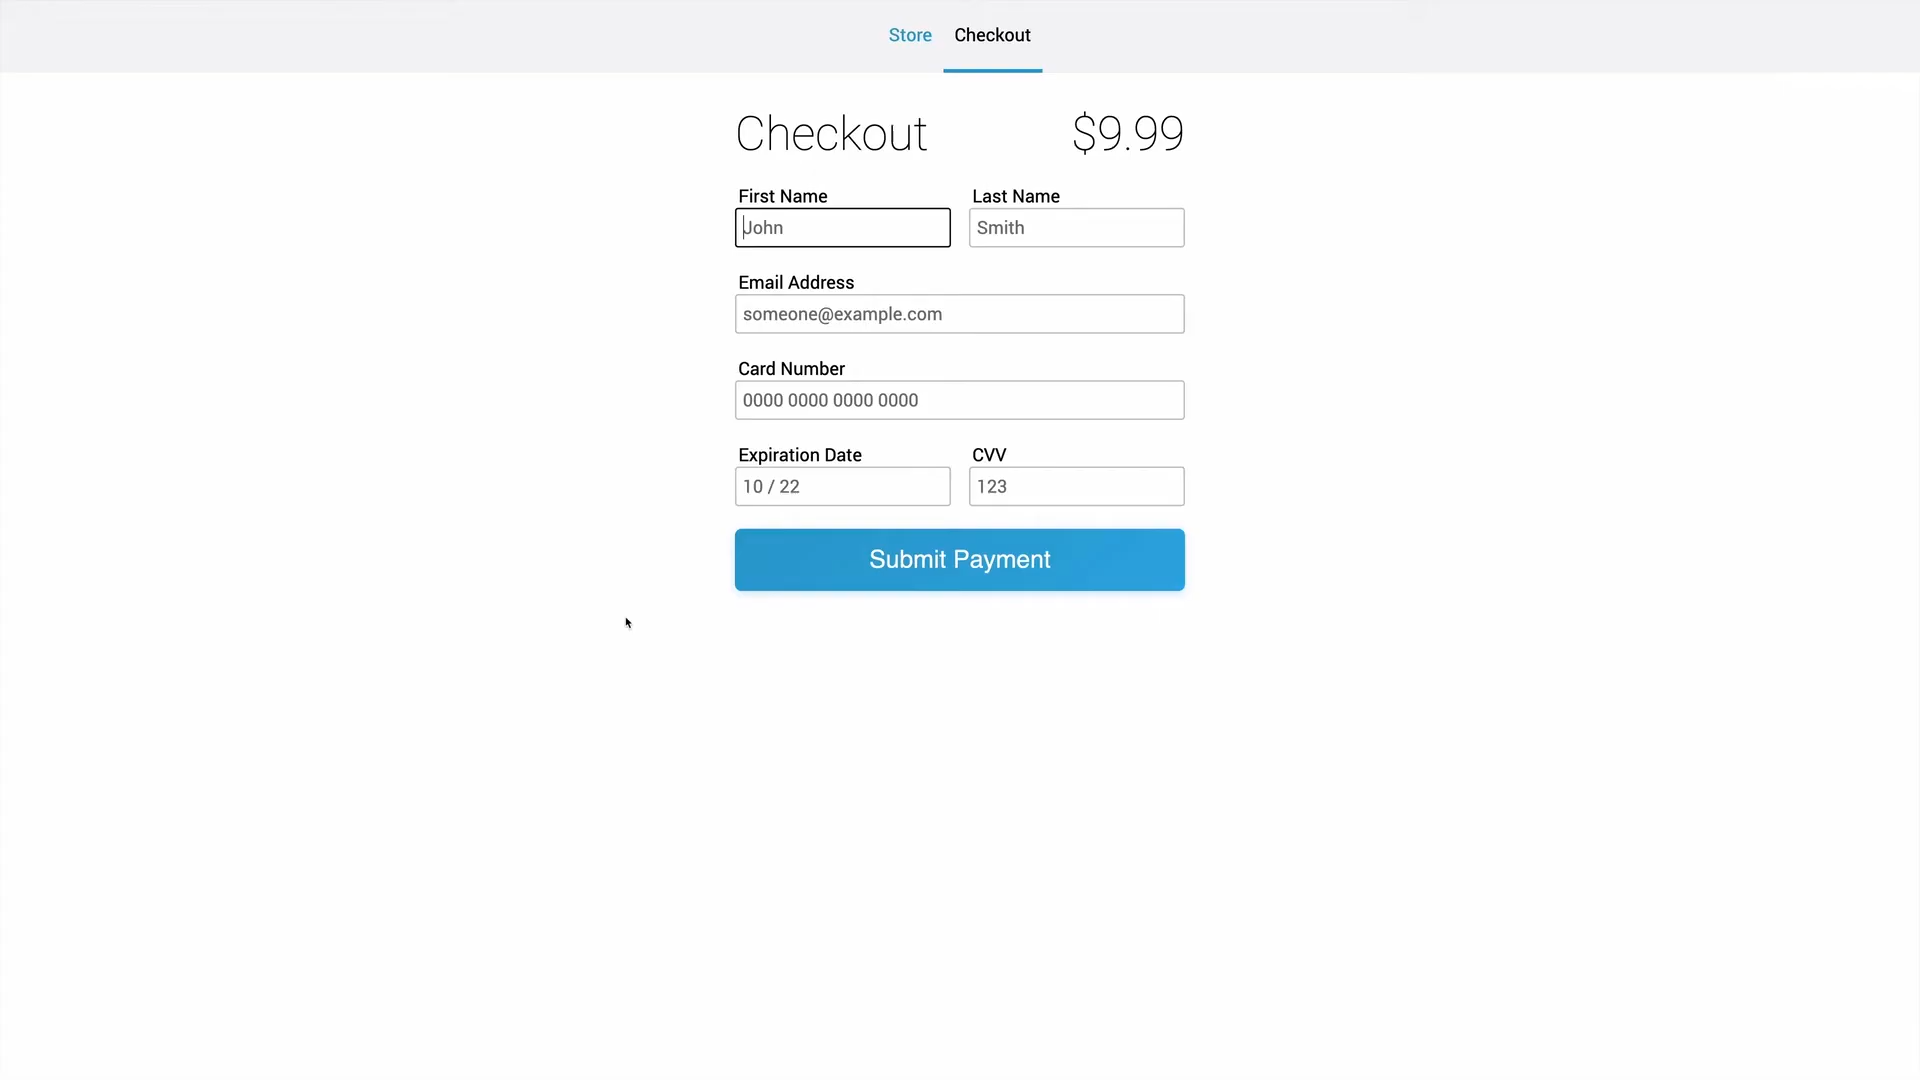 Store Checkout
Checkout $9.99
First Name Last Name
John Smith
Email Address
someone@example.com
Card Number
0000 0000 0000 0000
Expiration Date CVV
10 / 22 123
Submit Payment